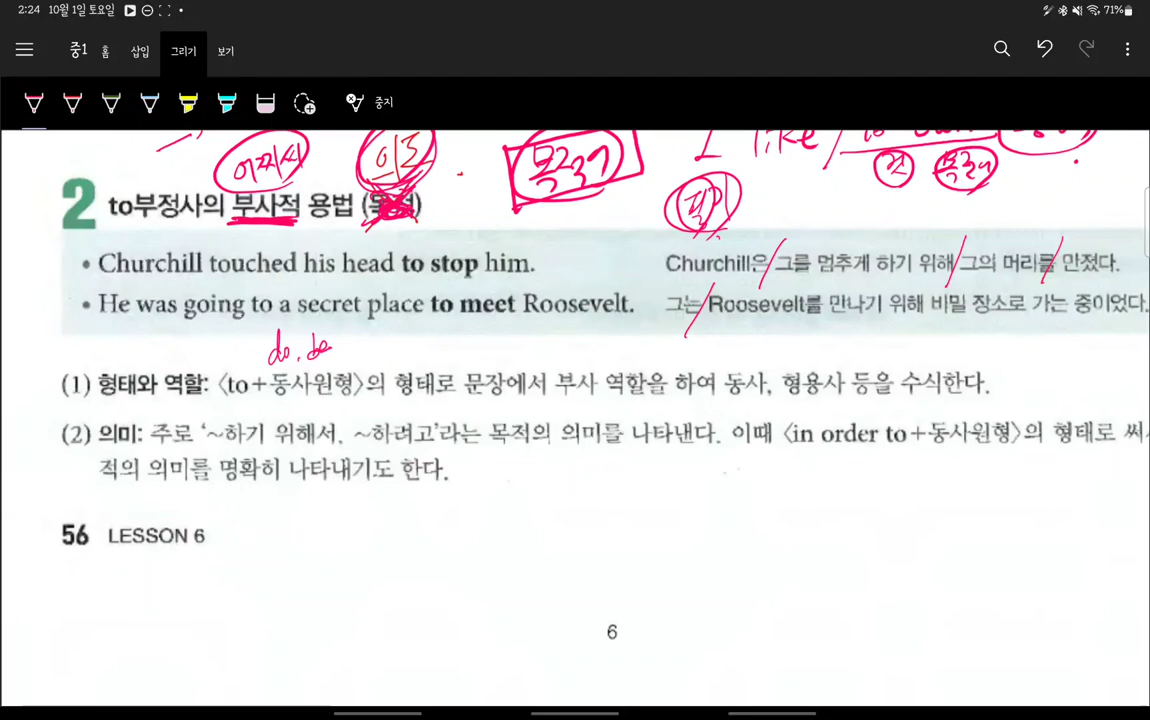 2:24 10월 1일 토요일 71%
중1 홈 삽입 그리기 보기
중지
I like
어찌씨 의도 목적
것 목적어
2 to부정사의 부사적 용법
• Churchill touched his head to stop him. Churchill은 그를 멈추게 하기 위해 그의 머리를 만졌다.
• He was going to a secret place to meet Roosevelt. 그는 Roosevelt를 만나기 위해 비밀 장소로 가는 중이었다.
do, be
(1) 형태와 역할: 〈to+동사원형〉의 형태로 문장에서 부사 역할을 하여 동사, 형용사 등을 수식한다.
(2) 의미: 주로 ‘~하기 위해서, ~하려고’라는 목적의 의미를 나타낸다. 이때 〈in order to+동사원형〉의 형태로 써
적의 의미를 명확히 나타내기도 한다.
56 LESSON 6
6